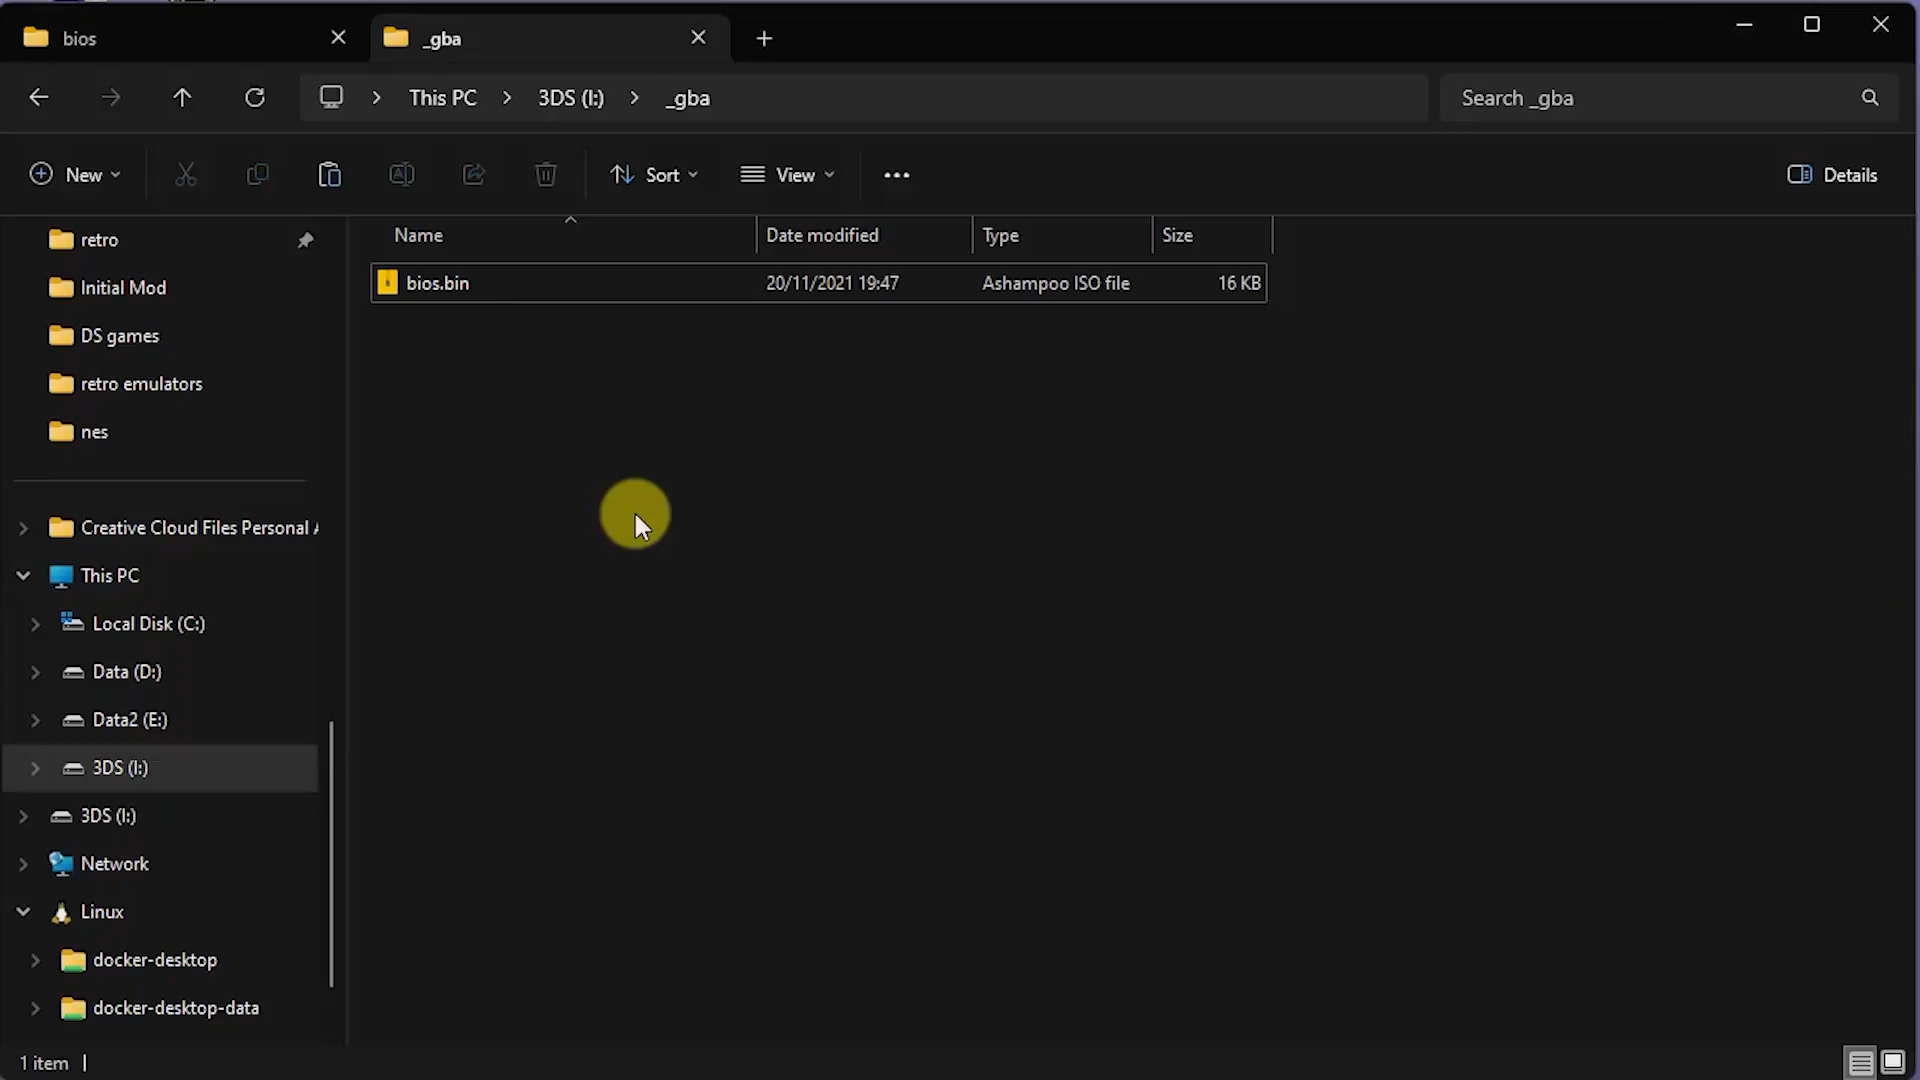 bios
_gba
This PC
3DS (I:)
_gba
Search _gba
New
Sort
View
Details
Name
Date modified
Type
Size
bios.bin
20/11/2021 19:47
Ashampoo ISO file
16 KB
retro
Initial Mod
DS games
retro emulators
nes
Creative Cloud Files Personal A
This PC
Local Disk (C:)
Data (D:)
Data2 (E:)
3DS (I:)
3DS (I:)
Network
Linux
docker-desktop
docker-desktop-data
1 item